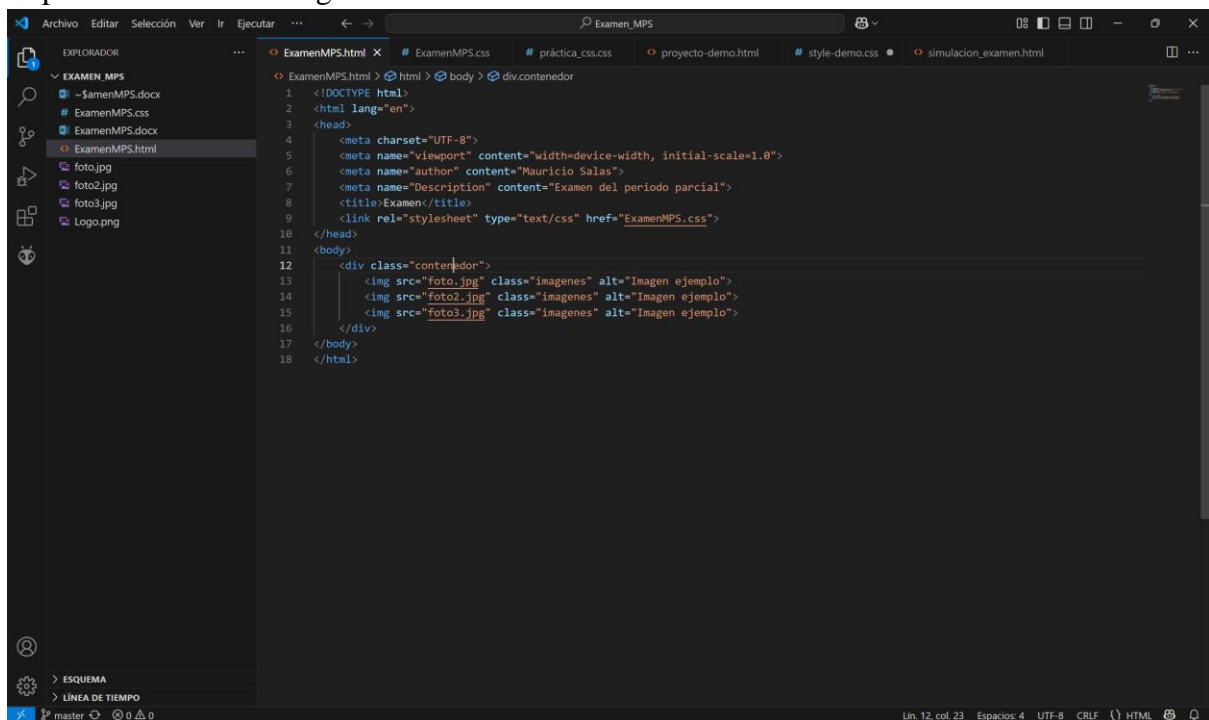 Archivo Editar Selección Ver Ir Ejecutar ··· Examen_MPS
EXPLORADOR ···
EXAMEN_MPS
~$amenMPS.docx
# ExamenMPS.css
ExamenMPS.docx
<> ExamenMPS.html
foto.jpg
foto2.jpg
foto3.jpg
Logo.png
> ESQUEMA
> LÍNEA DE TIEMPO
<> ExamenMPS.html × # ExamenMPS.css # práctica_css.css <> proyecto-demo.html # style-demo.css ● <> simulacion_examen.html
<> ExamenMPS.html > html > body > div.contenedor
1 <!DOCTYPE html>
2 <html lang="en">
3 <head>
4 <meta charset="UTF-8">
5 <meta name="viewport" content="width=device-width, initial-scale=1.0">
6 <meta name="author" content="Mauricio Salas">
7 <meta name="Description" content="Examen del periodo parcial">
8 <title>Examen</title>
9 <link rel="stylesheet" type="text/css" href="ExamenMPS.css">
10 </head>
11 <body>
12 <div class="contenedor">
13 <img src="foto.jpg" class="imagenes" alt="Imagen ejemplo">
14 <img src="foto2.jpg" class="imagenes" alt="Imagen ejemplo">
15 <img src="foto3.jpg" class="imagenes" alt="Imagen ejemplo">
16 </div>
17 </body>
18 </html>
master 0 0 Lín. 12, col. 23 Espacios: 4 UTF-8 CRLF {} HTML